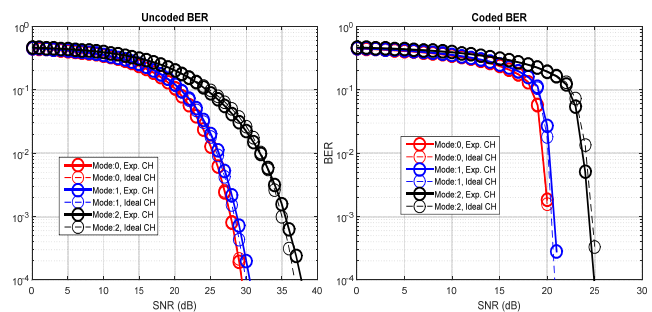 Uncoded BER
10^0
10^-1
10^-2
10^-3
10^-4
0 5 10 15 20 25 30 35 40
SNR (dB)
Mode:0, Exp. CH
Mode:0, Ideal CH
Mode:1, Exp. CH
Mode:1, Ideal CH
Mode:2, Exp. CH
Mode:2, Ideal CH
Coded BER
BER
10^0
10^-1
10^-2
10^-3
10^-4
0 5 10 15 20 25 30
SNR (dB)
Mode:0, Exp. CH
Mode:0, Ideal CH
Mode:1, Exp. CH
Mode:1, Ideal CH
Mode:2, Exp. CH
Mode:2, Ideal CH